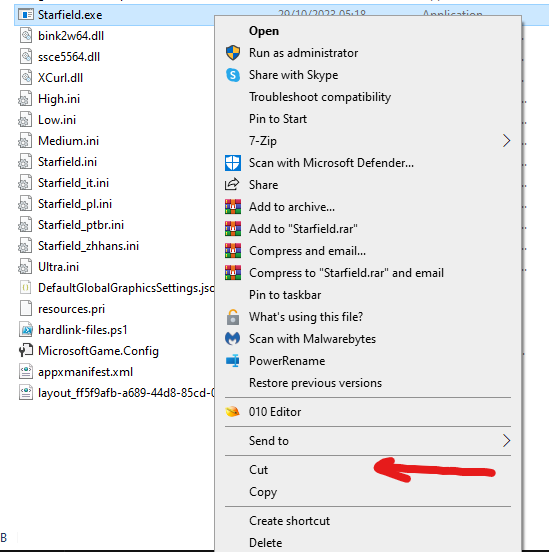 Starfield.exe 29/10/2023 05:18 Application
bink2w64.dll
ssce5564.dll
XCurl.dll
High.ini
Low.ini
Medium.ini
Starfield.ini
Starfield_it.ini
Starfield_pl.ini
Starfield_ptbr.ini
Starfield_zhhans.ini
Ultra.ini
DefaultGlobalGraphicsSettings.jsc
resources.pri
hardlink-files.ps1
MicrosoftGame.Config
appxmanifest.xml
layout_ff5f9afb-a689-44d8-85cd-0
B
Open
Run as administrator
Share with Skype
Troubleshoot compatibility
Pin to Start
7-Zip
Scan with Microsoft Defender...
Share
Add to archive...
Add to "Starfield.rar"
Compress and email...
Compress to "Starfield.rar" and email
Pin to taskbar
What's using this file?
Scan with Malwarebytes
PowerRename
Restore previous versions
010 Editor
Send to
Cut
Copy
Create shortcut
Delete